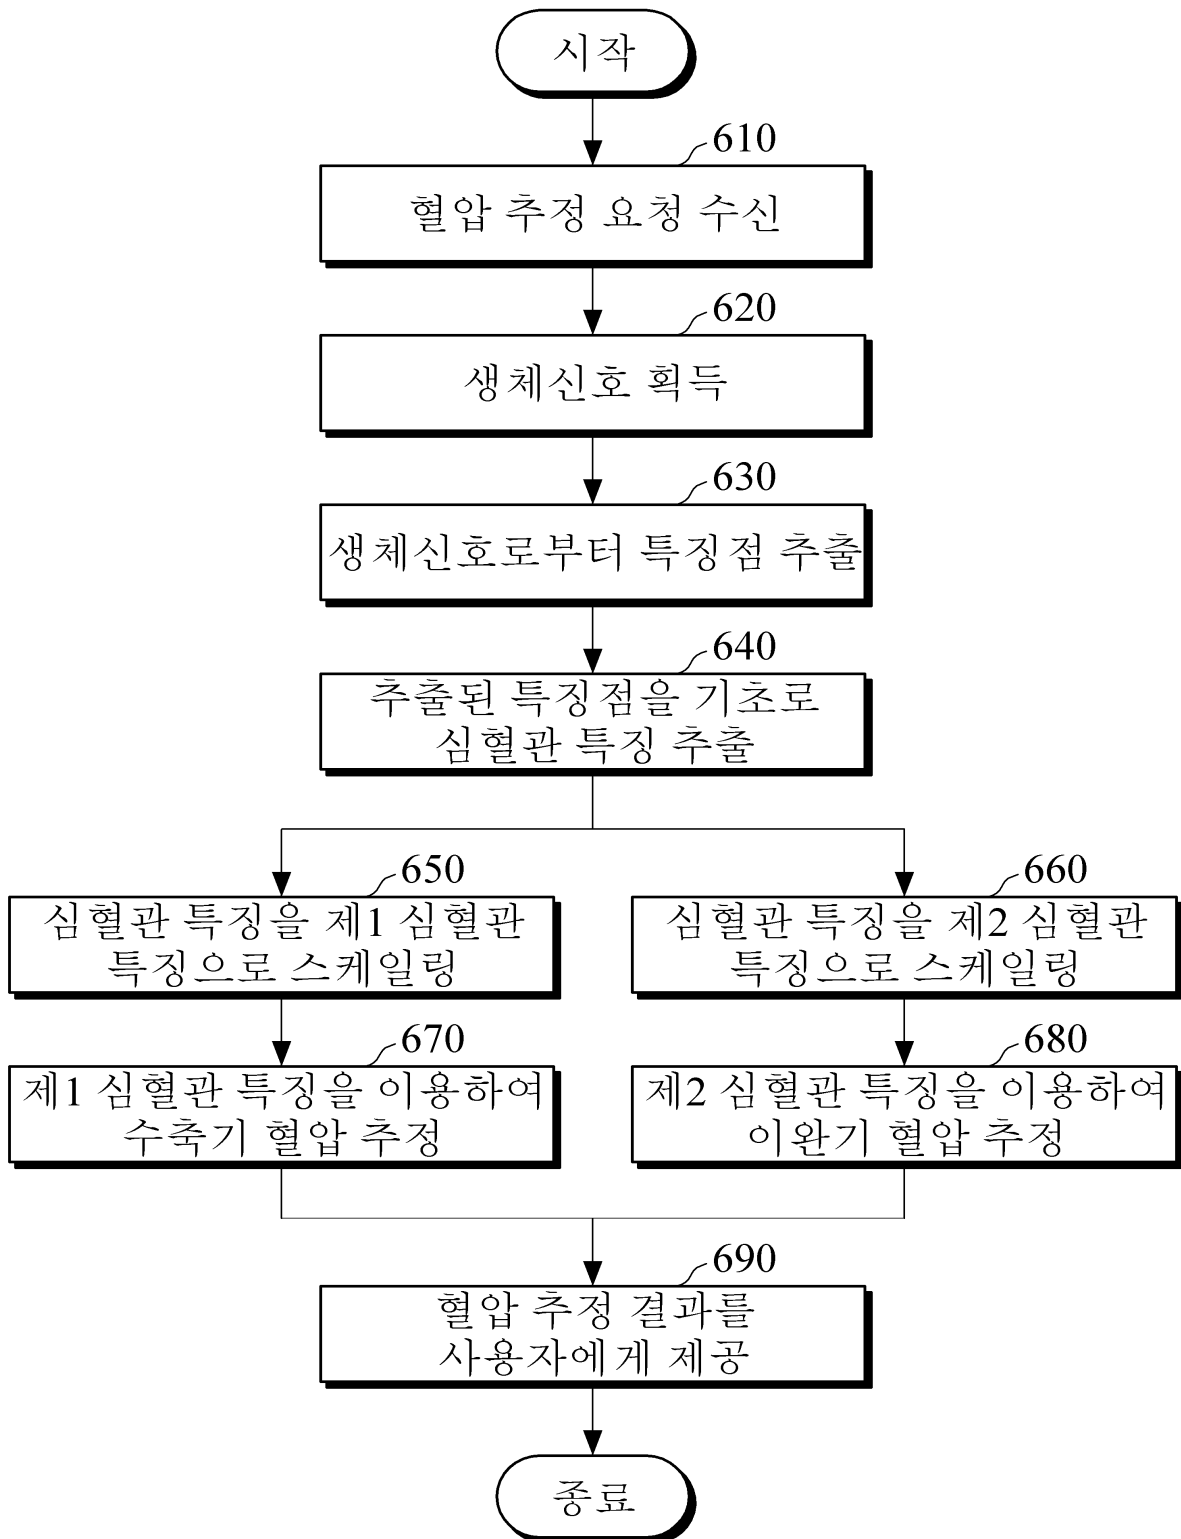 시작
610
혈압 추정 요청 수신
620
생체신호 획득
630
생체신호로부터 특징점 추출
640
추출된 특징점을 기초로
심혈관 특징 추출
650
심혈관 특징을 제1 심혈관
특징으로 스케일링
660
심혈관 특징을 제2 심혈관
특징으로 스케일링
670
제1 심혈관 특징을 이용하여
수축기 혈압 추정
680
제2 심혈관 특징을 이용하여
이완기 혈압 추정
690
혈압 추정 결과를
사용자에게 제공
종료